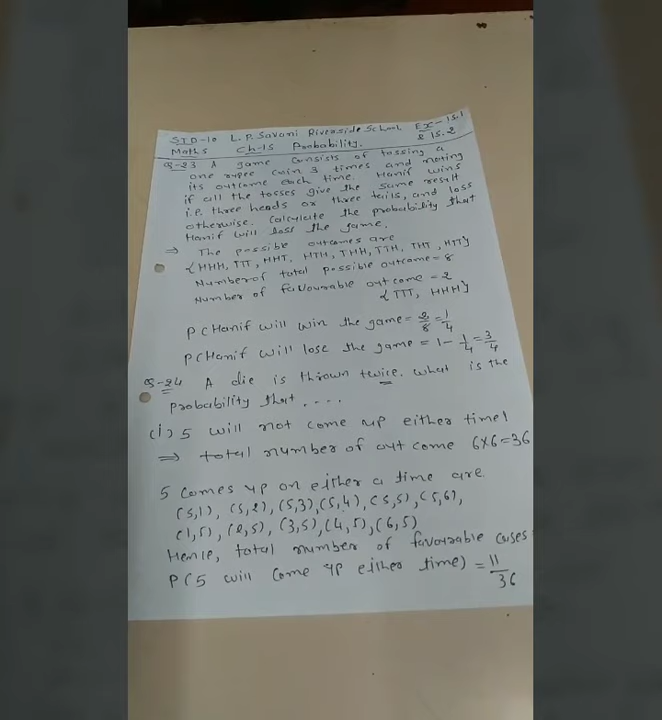 STD-10 L.P. Savani Riverside School Ex-15.1
Maths Ch-15 Probability. & 15.2
Q-23 A game consists of tossing a
one rupee coin 3 times and noting
its outcome each time. Hanif wins
if all the tosses give the same result
i.e. three heads or three tails, and loss
otherwise. Calculate the probability that
Hanif will loss the game.
⇒ The possible outcomes are
{HHH, TTT, HHT, HTH, THH, TTH, THT, HTT}
Number of total possible outcome = 8
Number of favourable outcome = 2
{TTT, HHH}
P(Hanif will win the game = 2/8 = 1/4
P(Hanif will lose the game = 1 - 1/4 = 3/4
Q-24 A die is thrown twice. what is the
probability that ....
(i) 5 will not come up either time!
⇒ total number of out come 6x6=36
5 comes up on either a time are
(5,1), (5,2), (5,3), (5,4), (5,5), (5,6),
(1,5), (2,5), (3,5), (4,5), (6,5)
Hence, total number of favourable cases
P(5 will come up either time) = 11/36